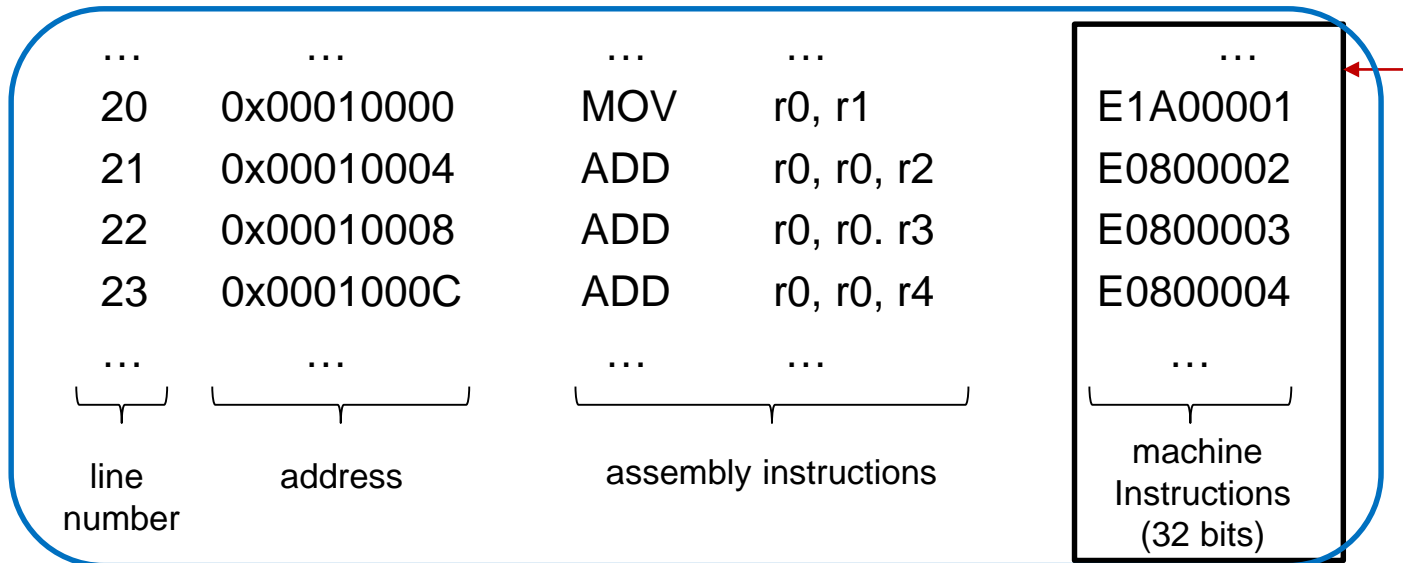 … … … … …
20 0x00010000 MOV r0, r1 E1A00001
21 0x00010004 ADD r0, r0, r2 E0800002
22 0x00010008 ADD r0, r0. r3 E0800003
23 0x0001000C ADD r0, r0, r4 E0800004
… … … … …
line number
address
assembly instructions
machine
Instructions
(32 bits)